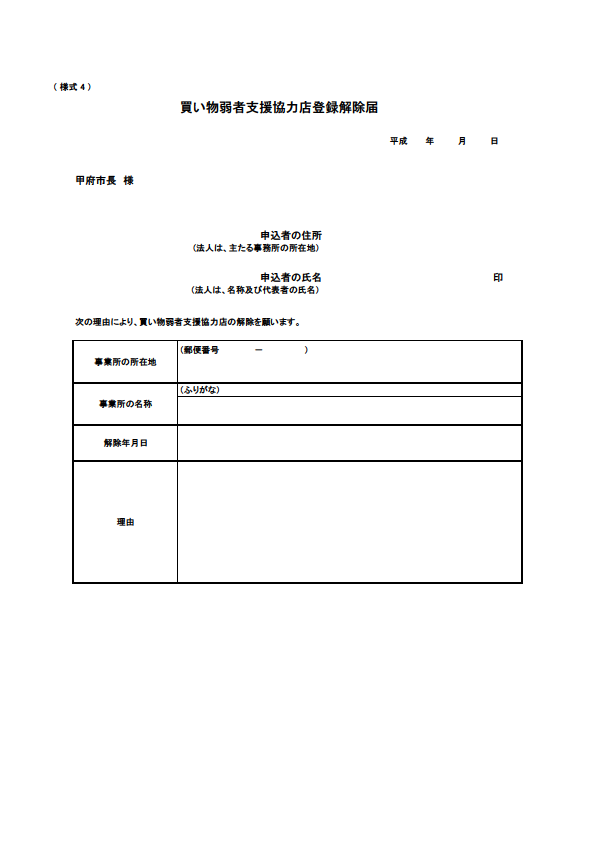 （様式４）
買い物弱者支援協力店登録解除届
平成　　年　　月　　日
甲府市長　様
申込者の住所
（法人は、主たる事務所の所在地）
申込者の氏名　　　　　　　　　　印
（法人は、名称及び代表者の氏名）
次の理由により、買い物弱者支援協力店の解除を願います。
事業所の所在地
（郵便番号　　　－　　　　）
事業所の名称
（ふりがな）
解除年月日
理由